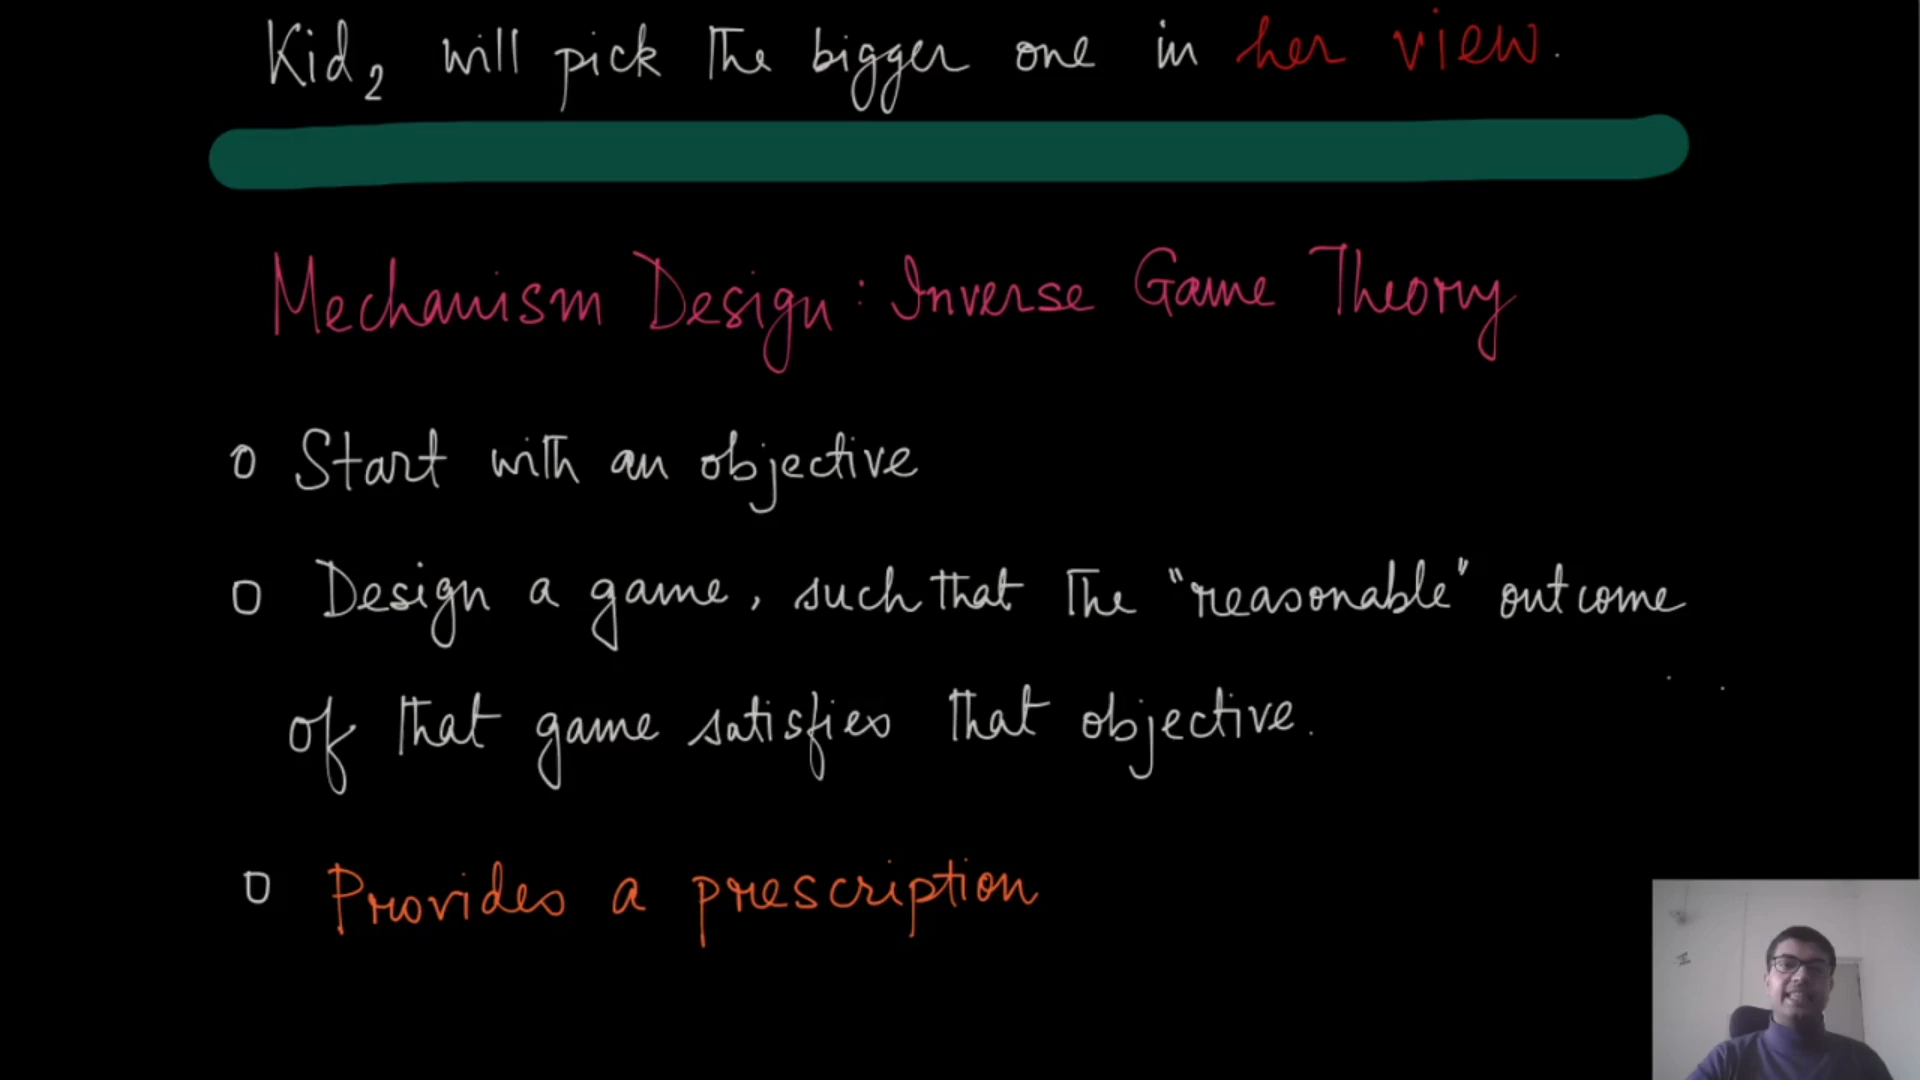 Kid₂ will pick the bigger one in her view.
Mechanism Design : Inverse Game Theory
o Start with an objective
o Design a game, such that the "reasonable" outcome
of that game satisfies that objective.
o Provides a prescription